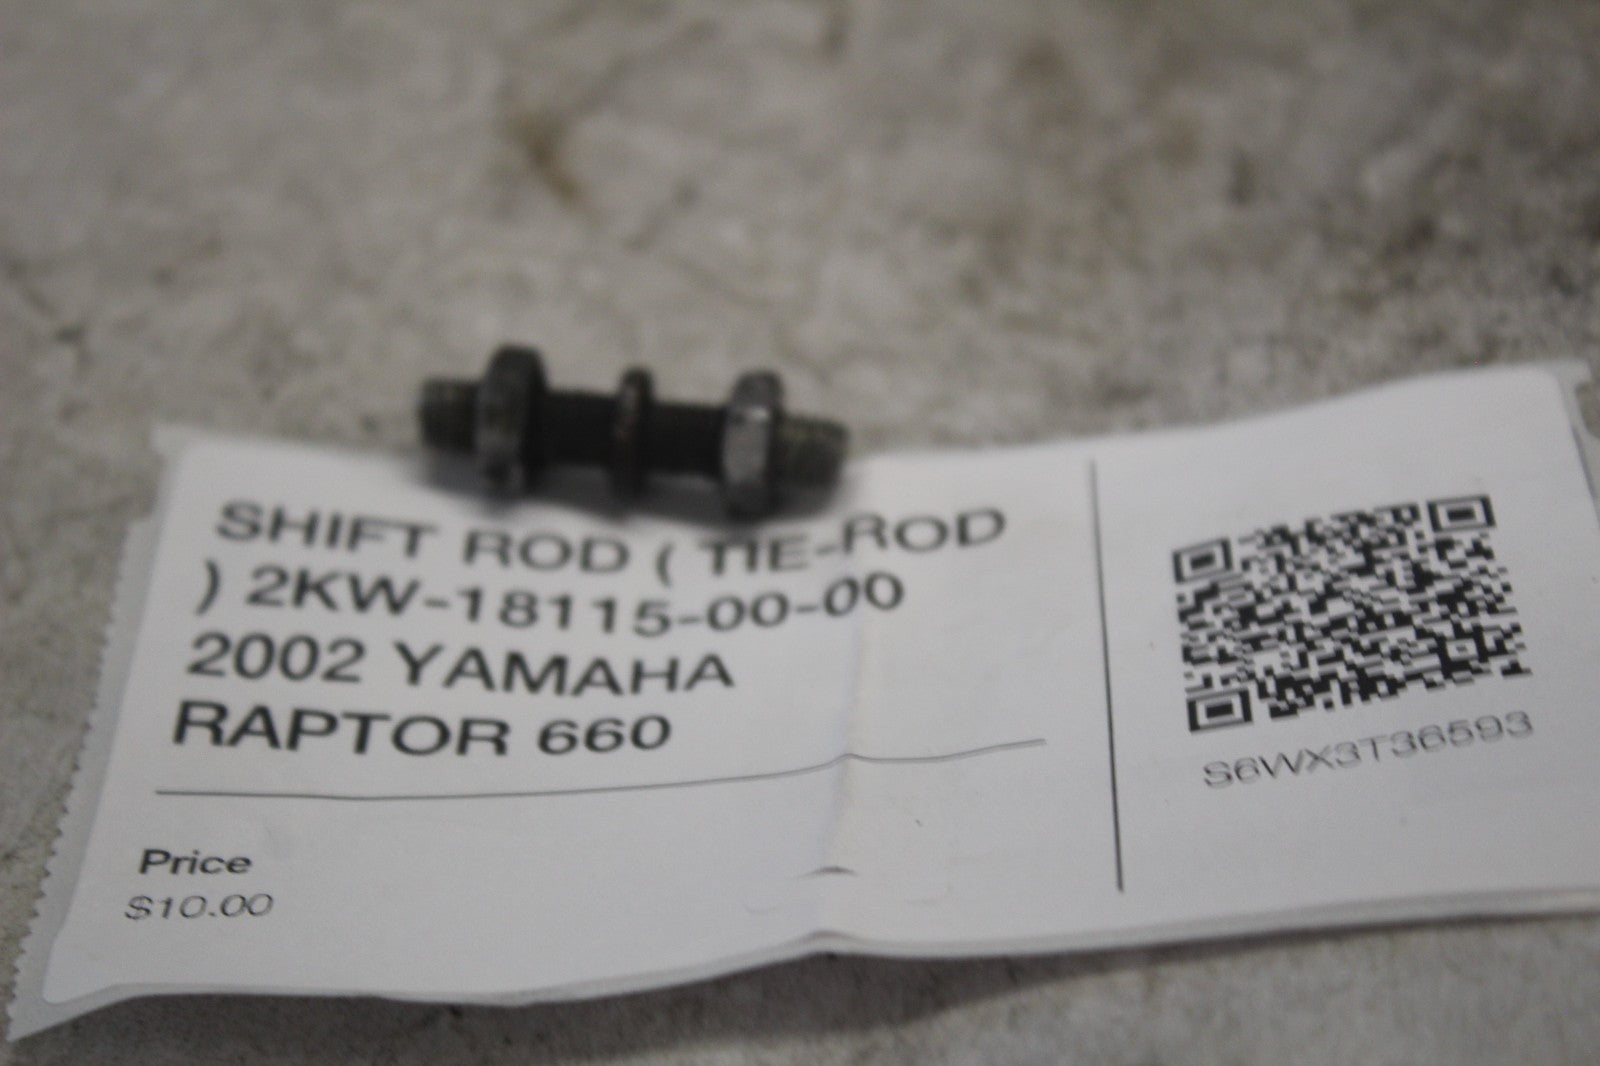 SHIFT ROD ( TIE-ROD
) 2KW-18115-00-00
2002 YAMAHA
RAPTOR 660
Price
$10.00
S6WX3T36593